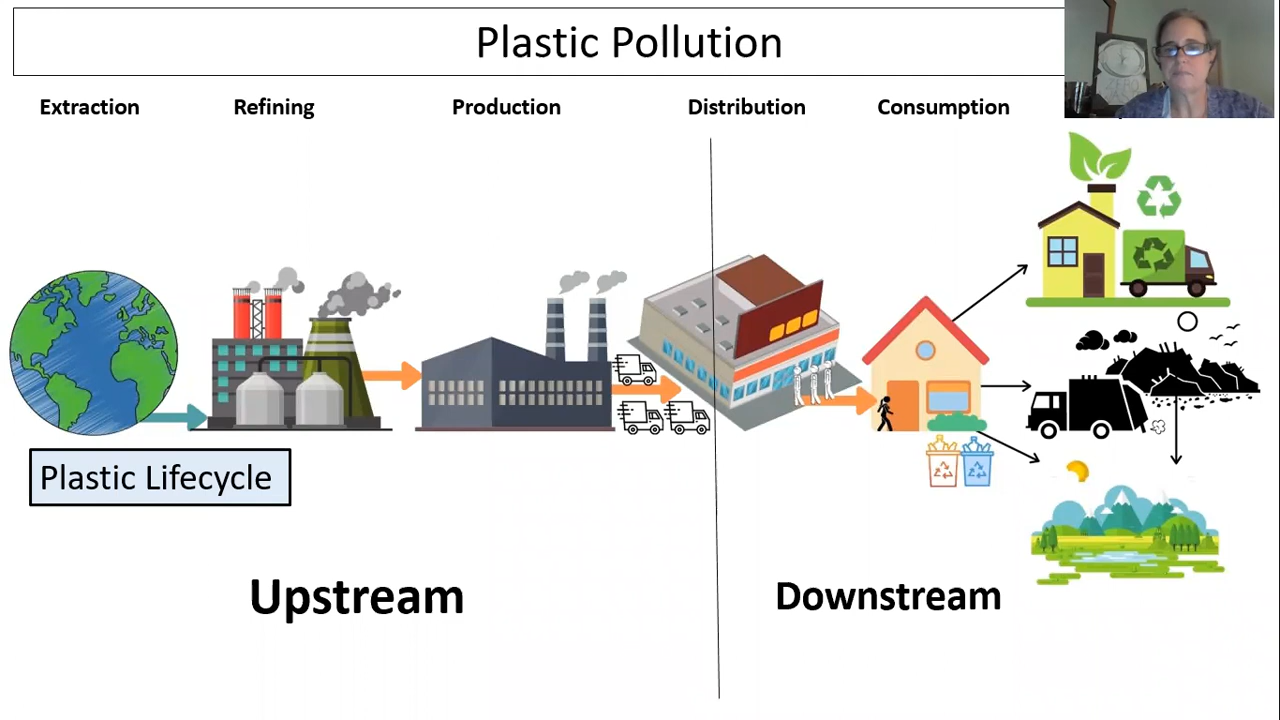 Plastic Pollution
Extraction Refining Production Distribution Consumption
Plastic Lifecycle
Upstream
Downstream